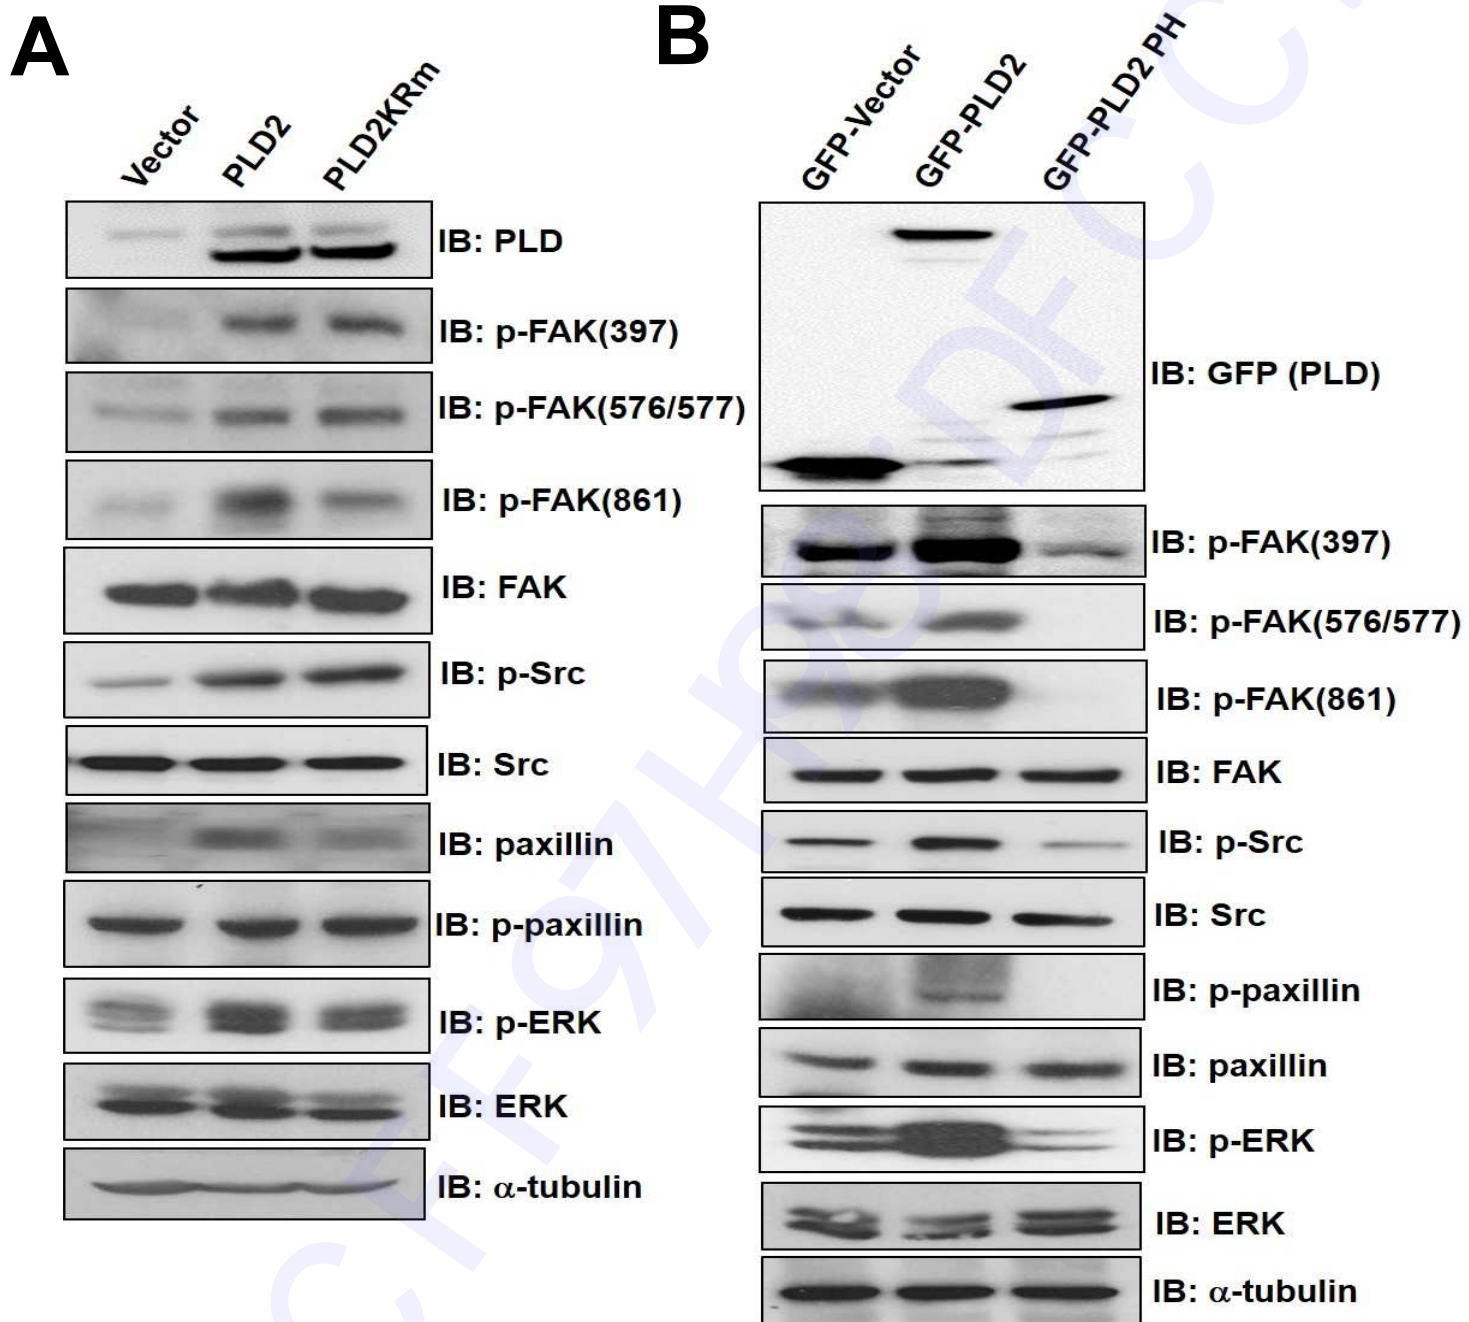 A
Vector
PLD2
PLD2KRm
IB: PLD
IB: p-FAK(397)
IB: p-FAK(576/577)
IB: p-FAK(861)
IB: FAK
IB: p-Src
IB: Src
IB: paxillin
IB: p-paxillin
IB: p-ERK
IB: ERK
IB: α-tubulin
B
GFP-Vector
GFP-PLD2
GFP-PLD2 PH
IB: GFP (PLD)
IB: p-FAK(397)
IB: p-FAK(576/577)
IB: p-FAK(861)
IB: FAK
IB: p-Src
IB: Src
IB: p-paxillin
IB: paxillin
IB: p-ERK
IB: ERK
IB: α-tubulin